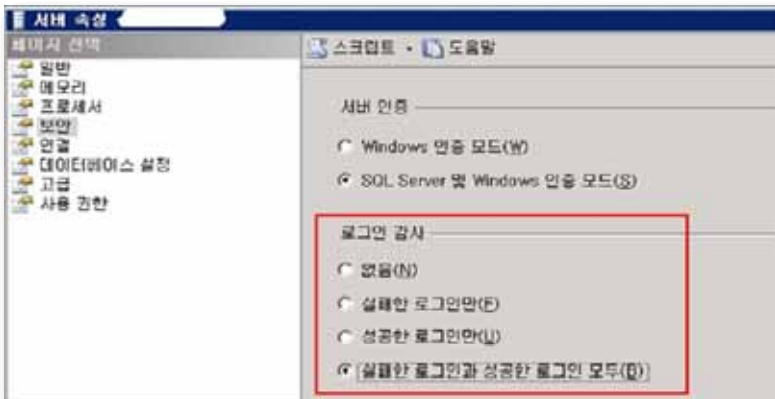 서버 속성
페이지 선택
일반
메모리
프로세서
보안
연결
데이터베이스 설정
고급
사용 권한
스크립트 ▾ 도움말
서버 인증
Windows 인증 모드(W)
SQL Server 및 Windows 인증 모드(S)
로그인 감사
없음(N)
실패한 로그인만(F)
성공한 로그인만(U)
실패한 로그인과 성공한 로그인 모두(B)